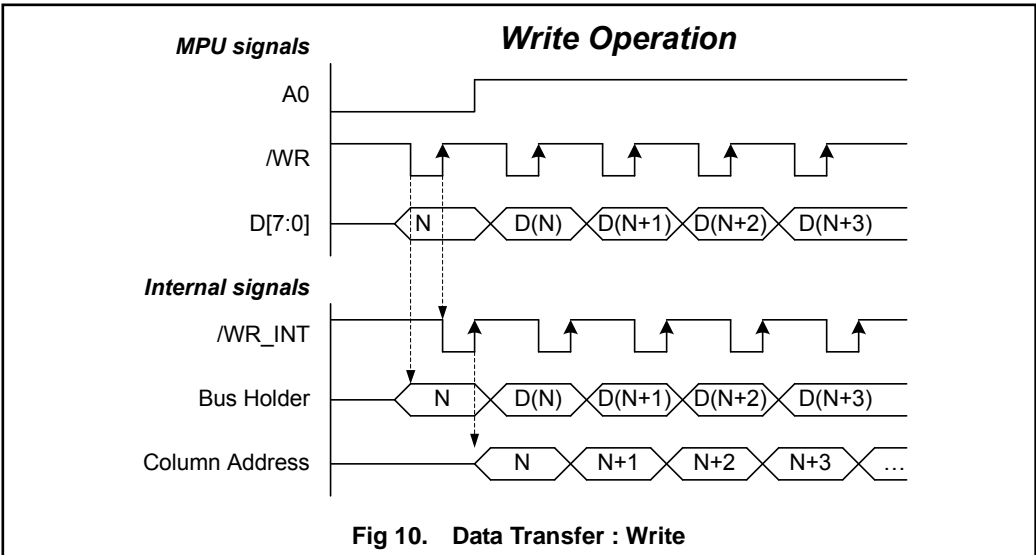 Write Operation
MPU signals
A0
/WR
D[7:0] N D(N) D(N+1) D(N+2) D(N+3)
Internal signals
/WR_INT
Bus Holder N D(N) D(N+1) D(N+2) D(N+3)
Column Address N N+1 N+2 N+3 ...
Fig 10. Data Transfer : Write